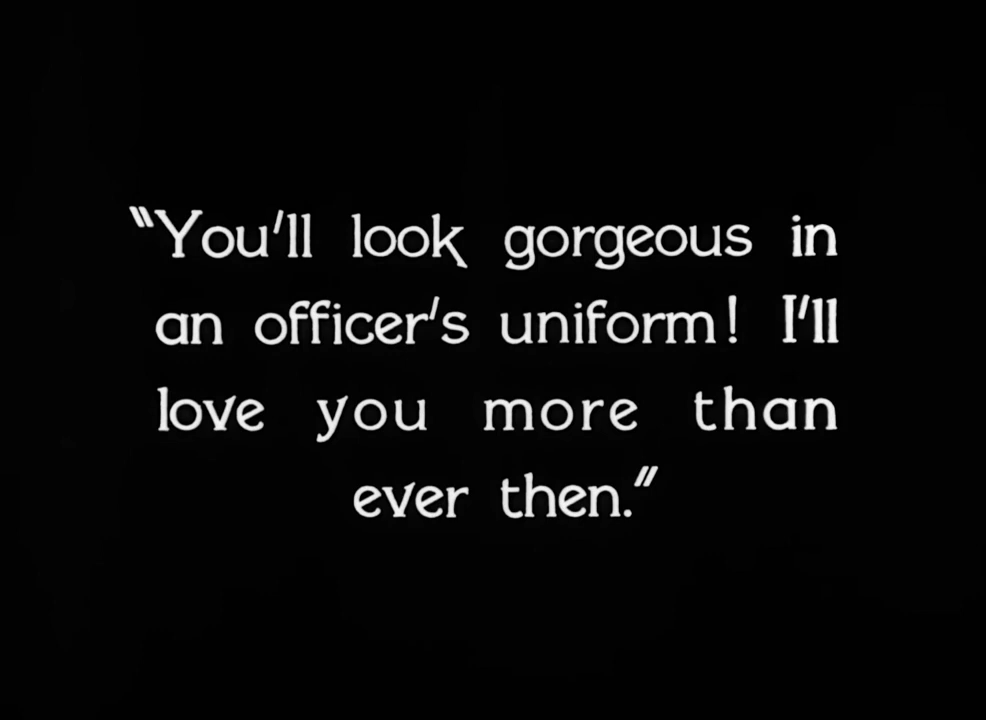 “You'll look gorgeous in
an officer's uniform! I'll
love you more than
ever then.”